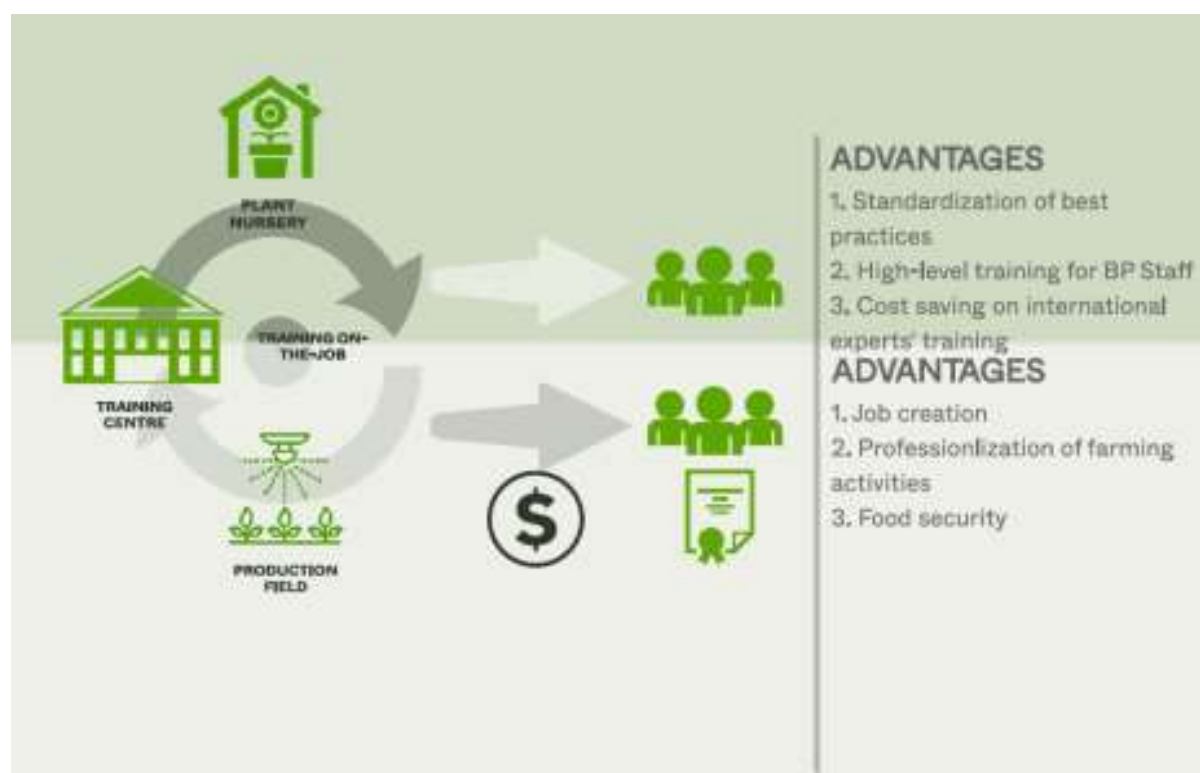 PLANT
NURSERY
TRAINING ON-
THE-JOB
TRAINING
CENTRE
PRODUCTION
FIELD
$
ADVANTAGES
1. Standardization of best
practices
2. High-level training for BP Staff
3. Cost saving on international
experts' training
ADVANTAGES
1. Job creation
2. Professionlization of farming
activities
3. Food security